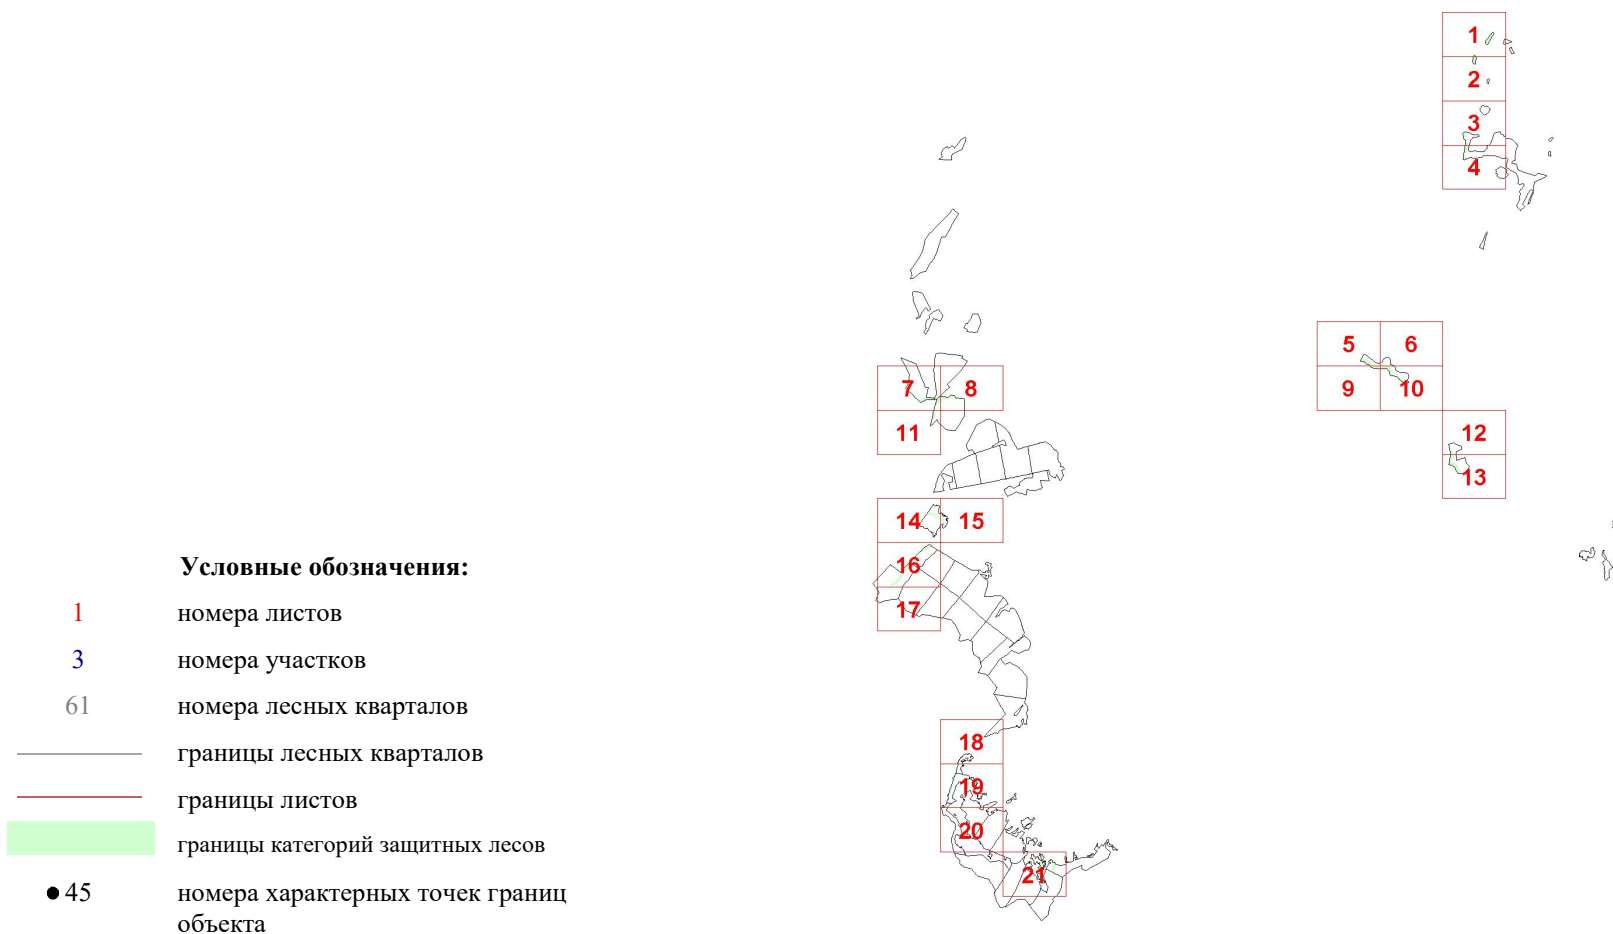 1
2
3
4
5 6
7 8 9 10
11 12
13
14 15
16
17
18
19
20
21
Условные обозначения:
1 номера листов
3 номера участков
61 номера лесных кварталов
границы лесных кварталов
границы листов
границы категорий защитных лесов
45 номера характерных точек границ
объекта